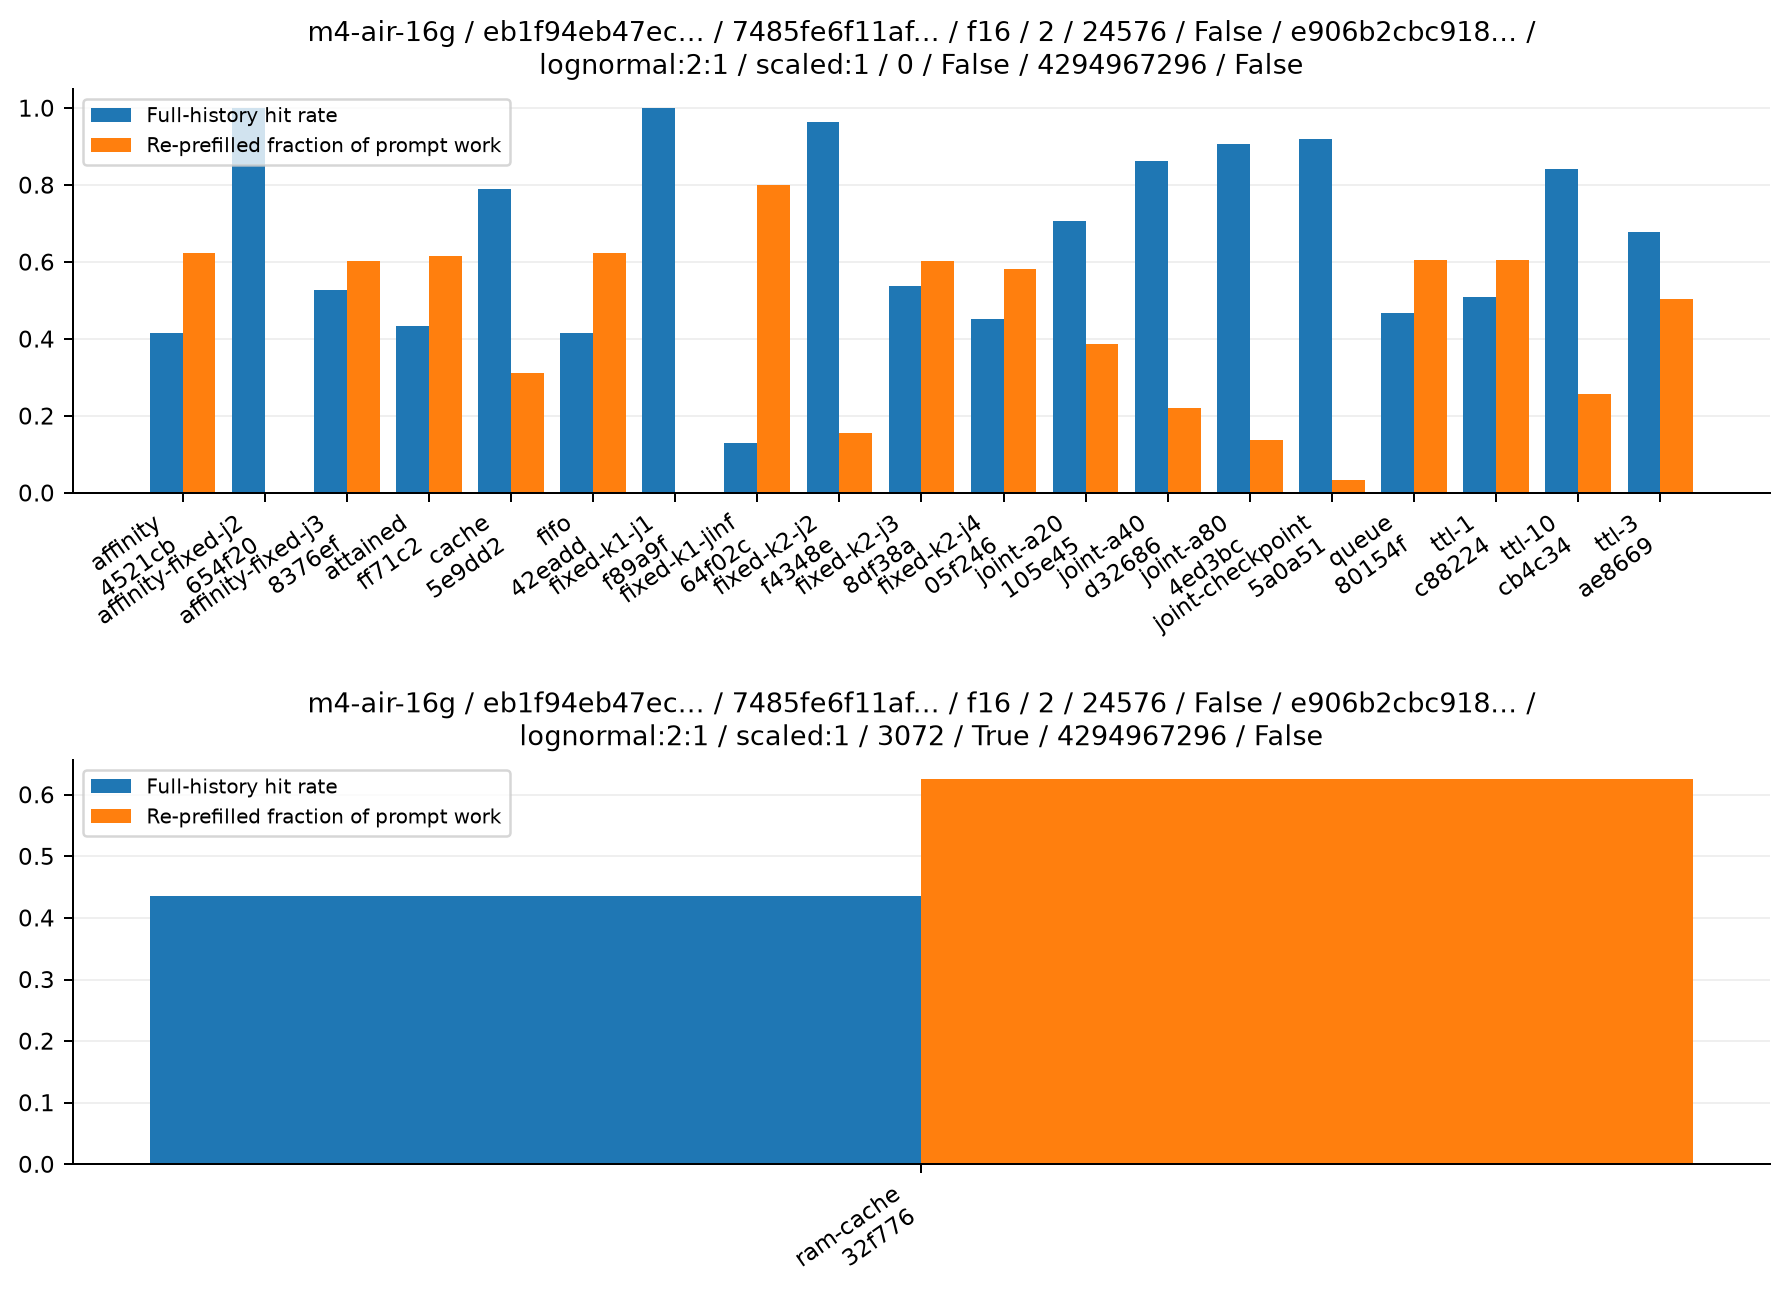 m4-air-16g / eb1f94eb47ec... / 7485fe6f11af... / f16 / 2 / 24576 / False / e906b2cbc918... /
lognormal:2:1 / scaled:1 / 0 / False / 4294967296 / False
Full-history hit rate
Re-prefilled fraction of prompt work
1.0
0.8
0.6
0.4
0.2
0.0
affinity
4521cb
affinity-fixed-j2
654f20
affinity-fixed-j3
8376ef
attained
ff71c2
cache
5e9dd2
fifo
42eadd
fixed-k1-j1
f89a9f
fixed-k1-jinf
64f02c
fixed-k2-j2
f4348e
fixed-k2-j3
8df38a
fixed-k2-j4
05f246
joint-a20
105e45
joint-a40
d32686
joint-a80
4ed3bc
joint-checkpoint
5a0a51
queue
80154f
ttl-1
c88224
ttl-10
cb4c34
ttl-3
ae8669
m4-air-16g / eb1f94eb47ec... / 7485fe6f11af... / f16 / 2 / 24576 / False / e906b2cbc918... /
lognormal:2:1 / scaled:1 / 3072 / True / 4294967296 / False
Full-history hit rate
Re-prefilled fraction of prompt work
0.6
0.5
0.4
0.3
0.2
0.1
0.0
ram-cache
32f776